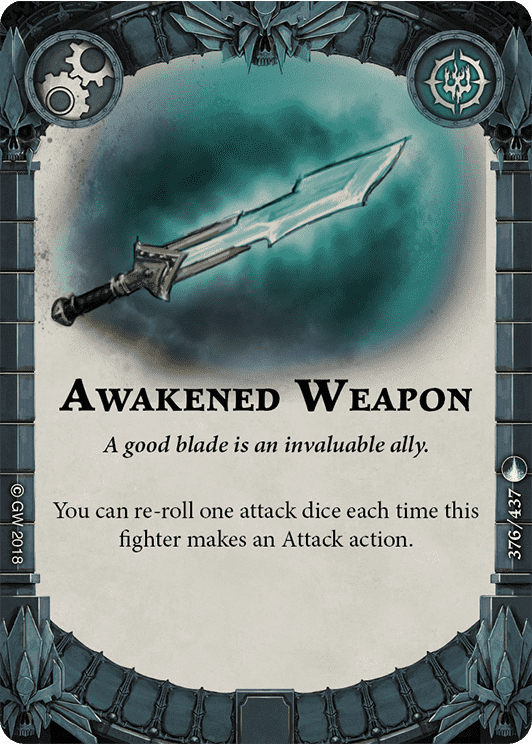 Awakened Weapon
A good blade is an invaluable ally.
You can re-roll one attack dice each time this
fighter makes an Attack action.
© GW 2018
376/437